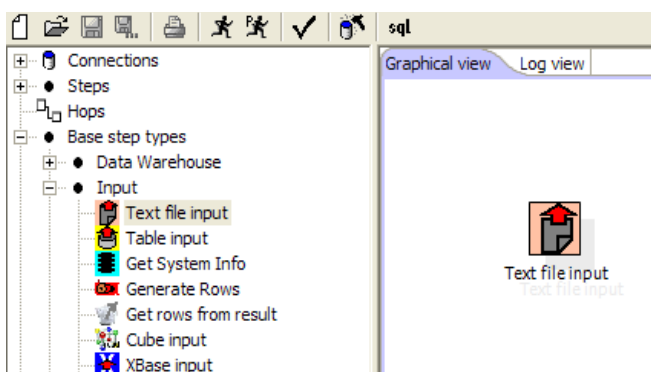 sql
Connections
Steps
Hops
Base step types
Data Warehouse
Input
Text file input
Table input
Get System Info
Generate Rows
Get rows from result
Cube input
XBase input
Graphical view Log view
Text file input
Text file input